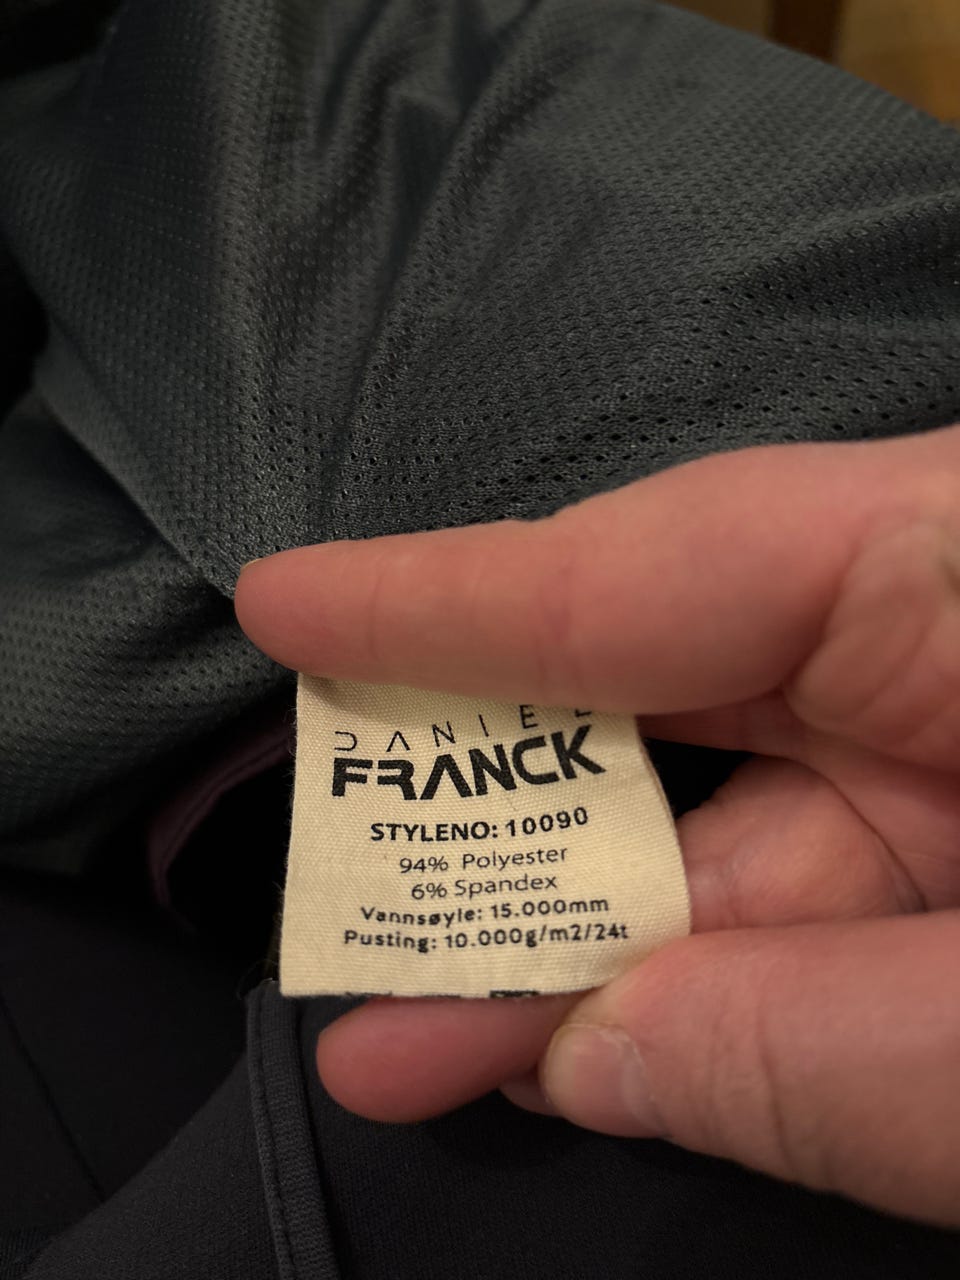 DANIEL
FRANCK
STYLENO: 10090
94% Polyester
6% Spandex
Vannsøyle: 15.000mm
Pusting: 10.000g/m2/24t